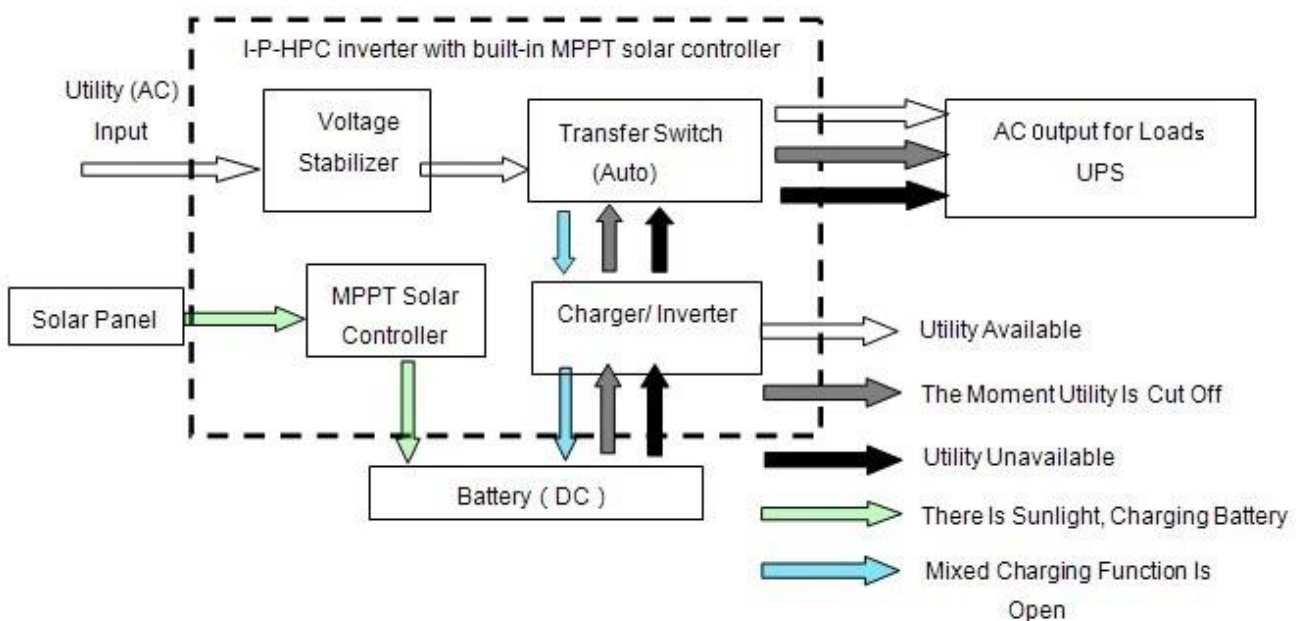 I-P-HPC inverter with built-in MPPT solar controller
Utility (AC)
Input
Voltage
Stabilizer
Transfer Switch
(Auto)
AC Output for Loads
UPS
Solar Panel
MPPT Solar
Controller
Charger/ Inverter
Utility Available
The Moment Utility Is Cut Off
Utility Unavailable
Battery ( DC )
There Is Sunlight, Charging Battery
Mixed Charging Function Is
Open